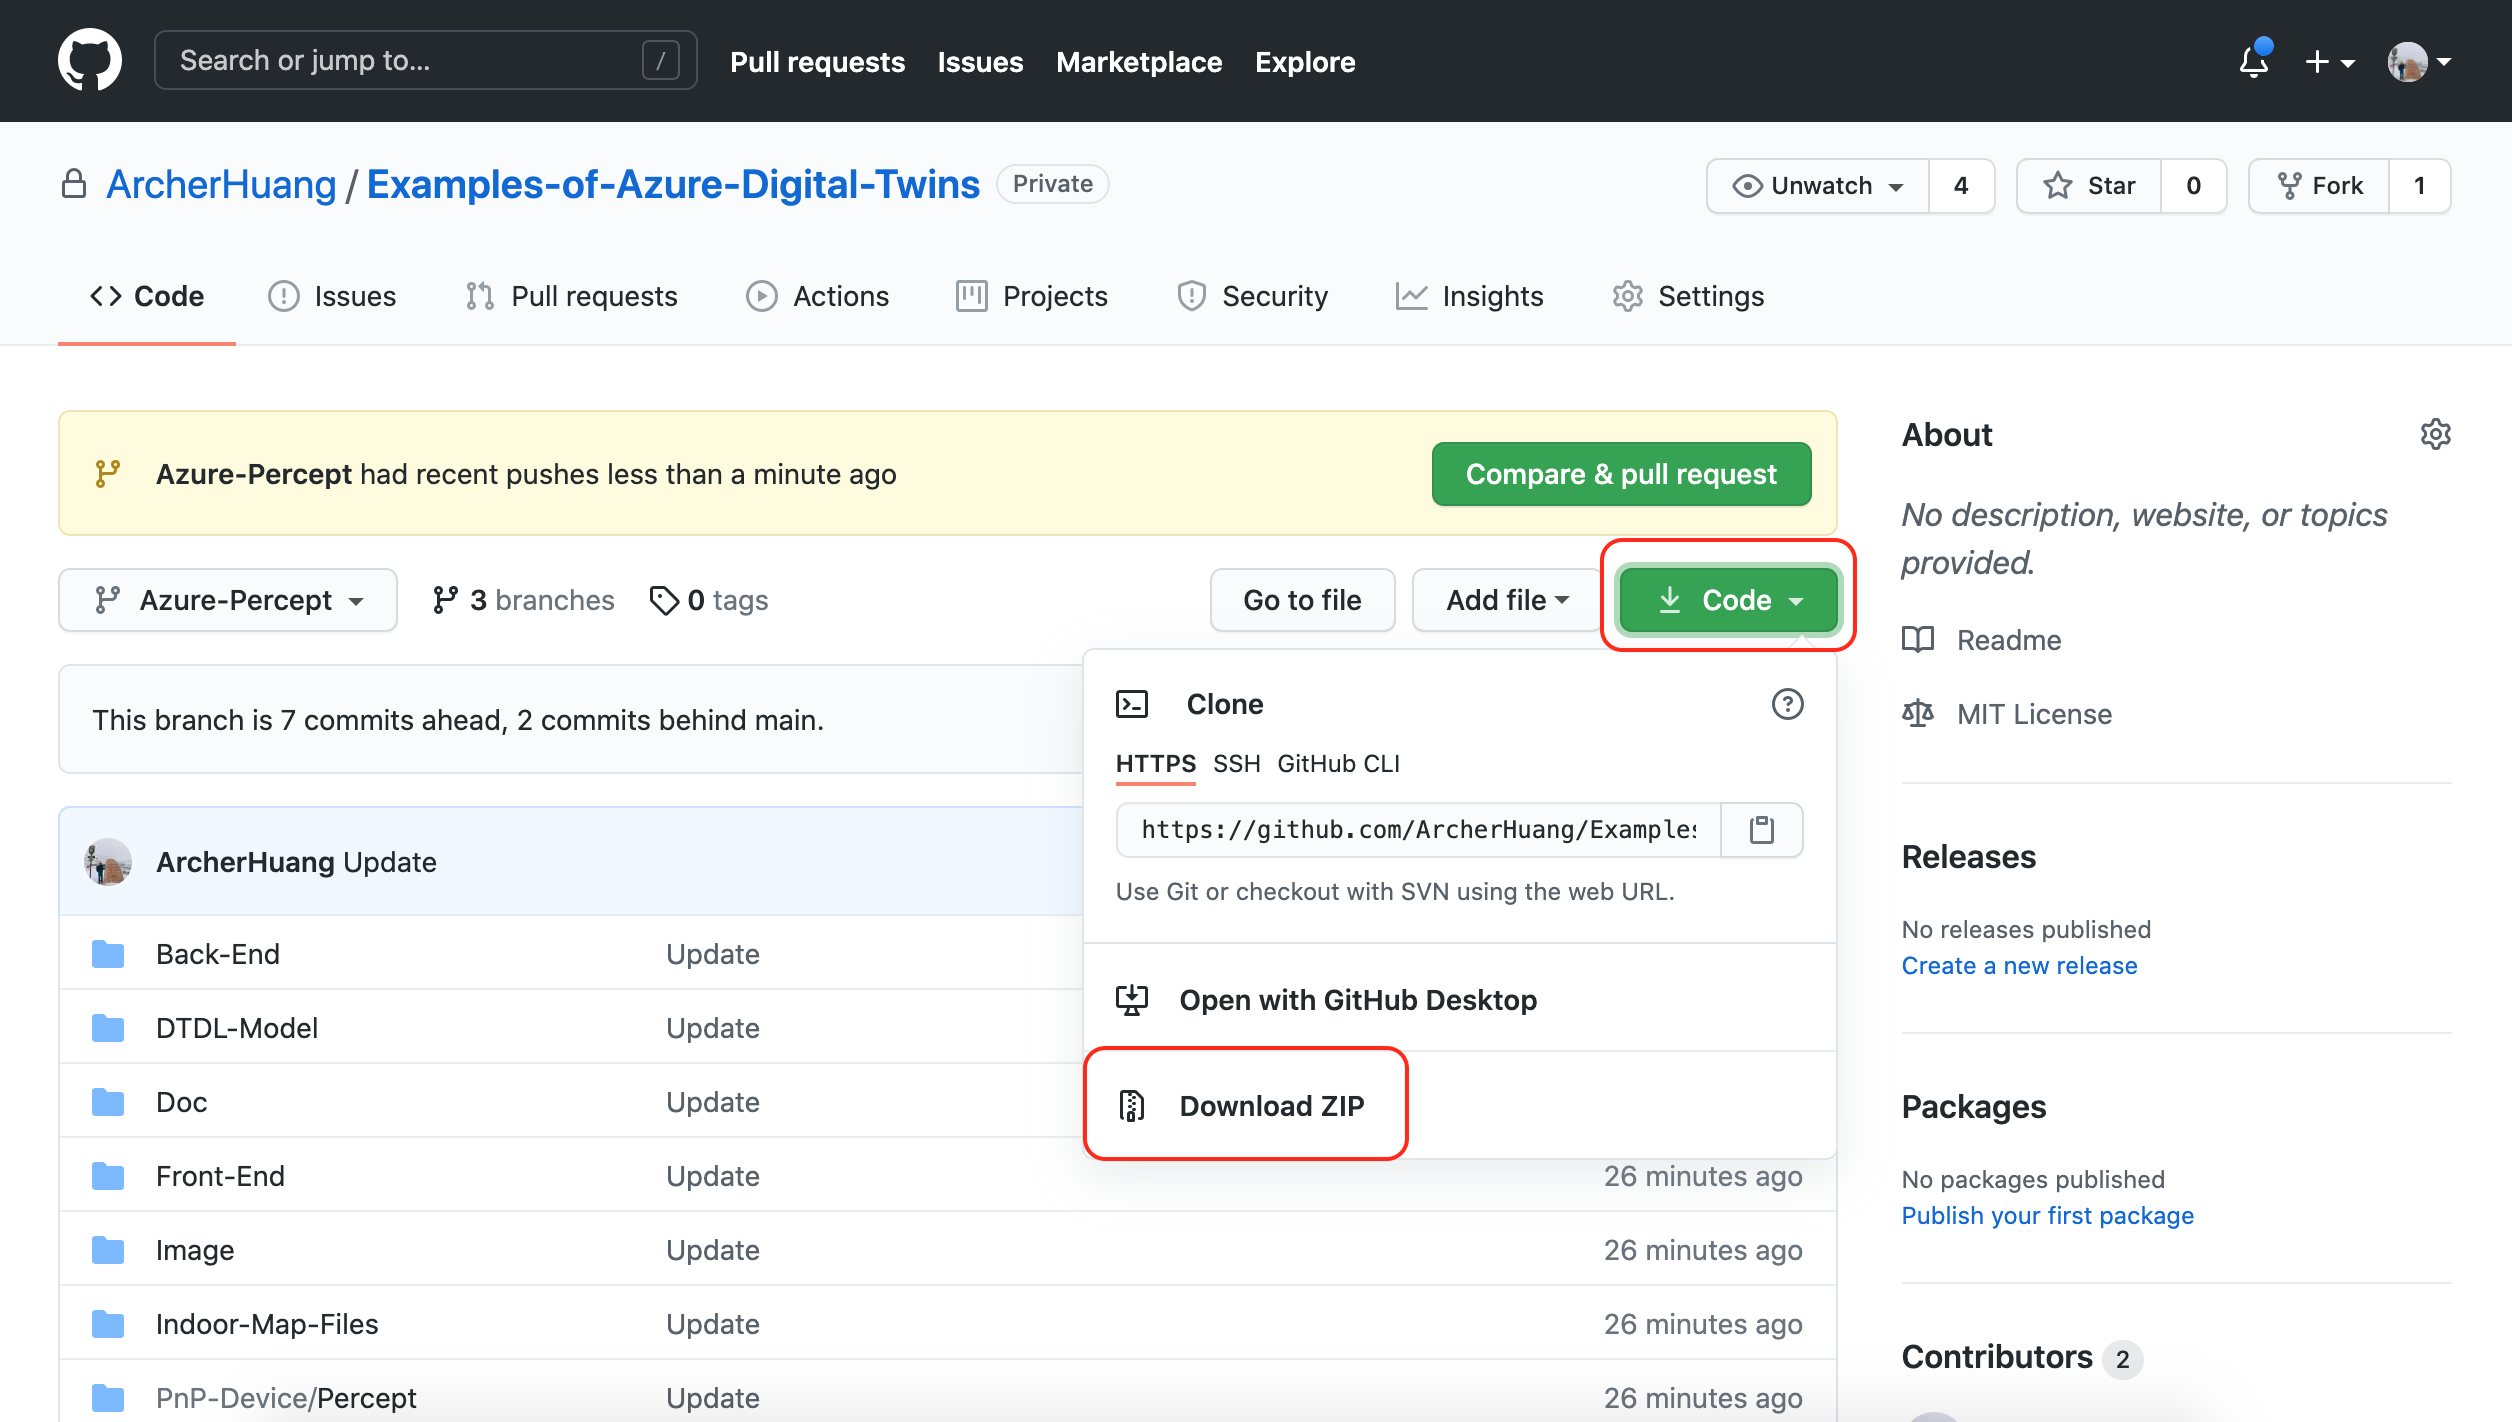 Search or jump to... /
Pull requests Issues Marketplace Explore
ArcherHuang / Examples-of-Azure-Digital-Twins Private
Unwatch 4 Star 0 Fork 1
Code Issues Pull requests Actions Projects Security Insights Settings
Azure-Percept had recent pushes less than a minute ago
Compare & pull request
Azure-Percept 3 branches 0 tags
Go to file Add file Code
This branch is 7 commits ahead, 2 commits behind main.
Clone
HTTPS SSH GitHub CLI
https://github.com/ArcherHuang/Examples
Use Git or checkout with SVN using the web URL.
Open with GitHub Desktop
Download ZIP
ArcherHuang Update
Back-End Update
DTDL-Model Update
Doc Update
Front-End Update 26 minutes ago
Image Update 26 minutes ago
Indoor-Map-Files Update 26 minutes ago
PnP-Device/Percept Update 26 minutes ago
About
No description, website, or topics
provided.
Readme
MIT License
Releases
No releases published
Create a new release
Packages
No packages published
Publish your first package
Contributors 2